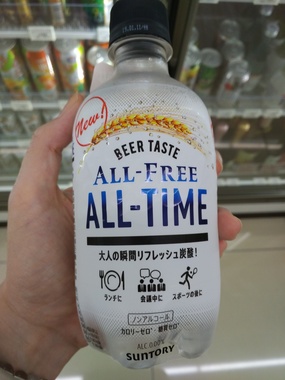 New!
BEER TASTE
ALL-FREE
ALL-TIME
大人の瞬間リフレッシュ炭酸!
ランチに
会議中に
スポーツの後に
ノンアルコール
カロリーゼロ* 糖質ゼロ*
ALC.0.00%
SUNTORY